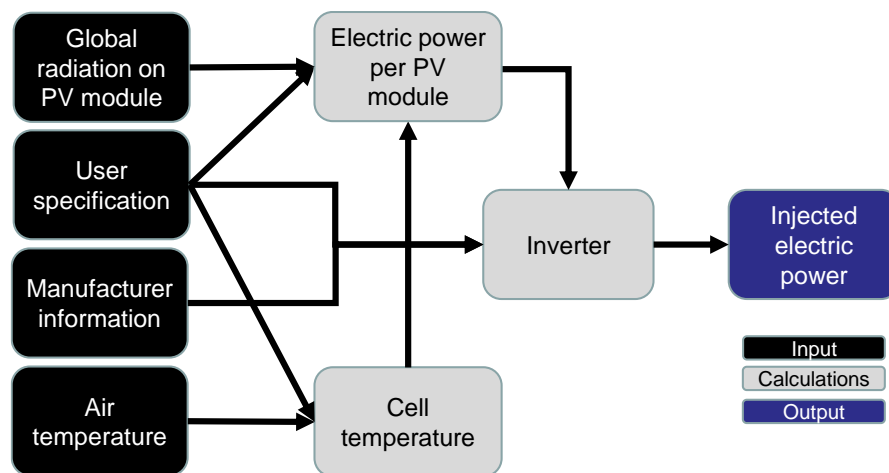 Global
radiation on
PV module
Electric power
per PV
module
User
specification
Inverter
Injected
electric
power
Manufacturer
information
Air
temperature
Cell
temperature
Input
Calculations
Output